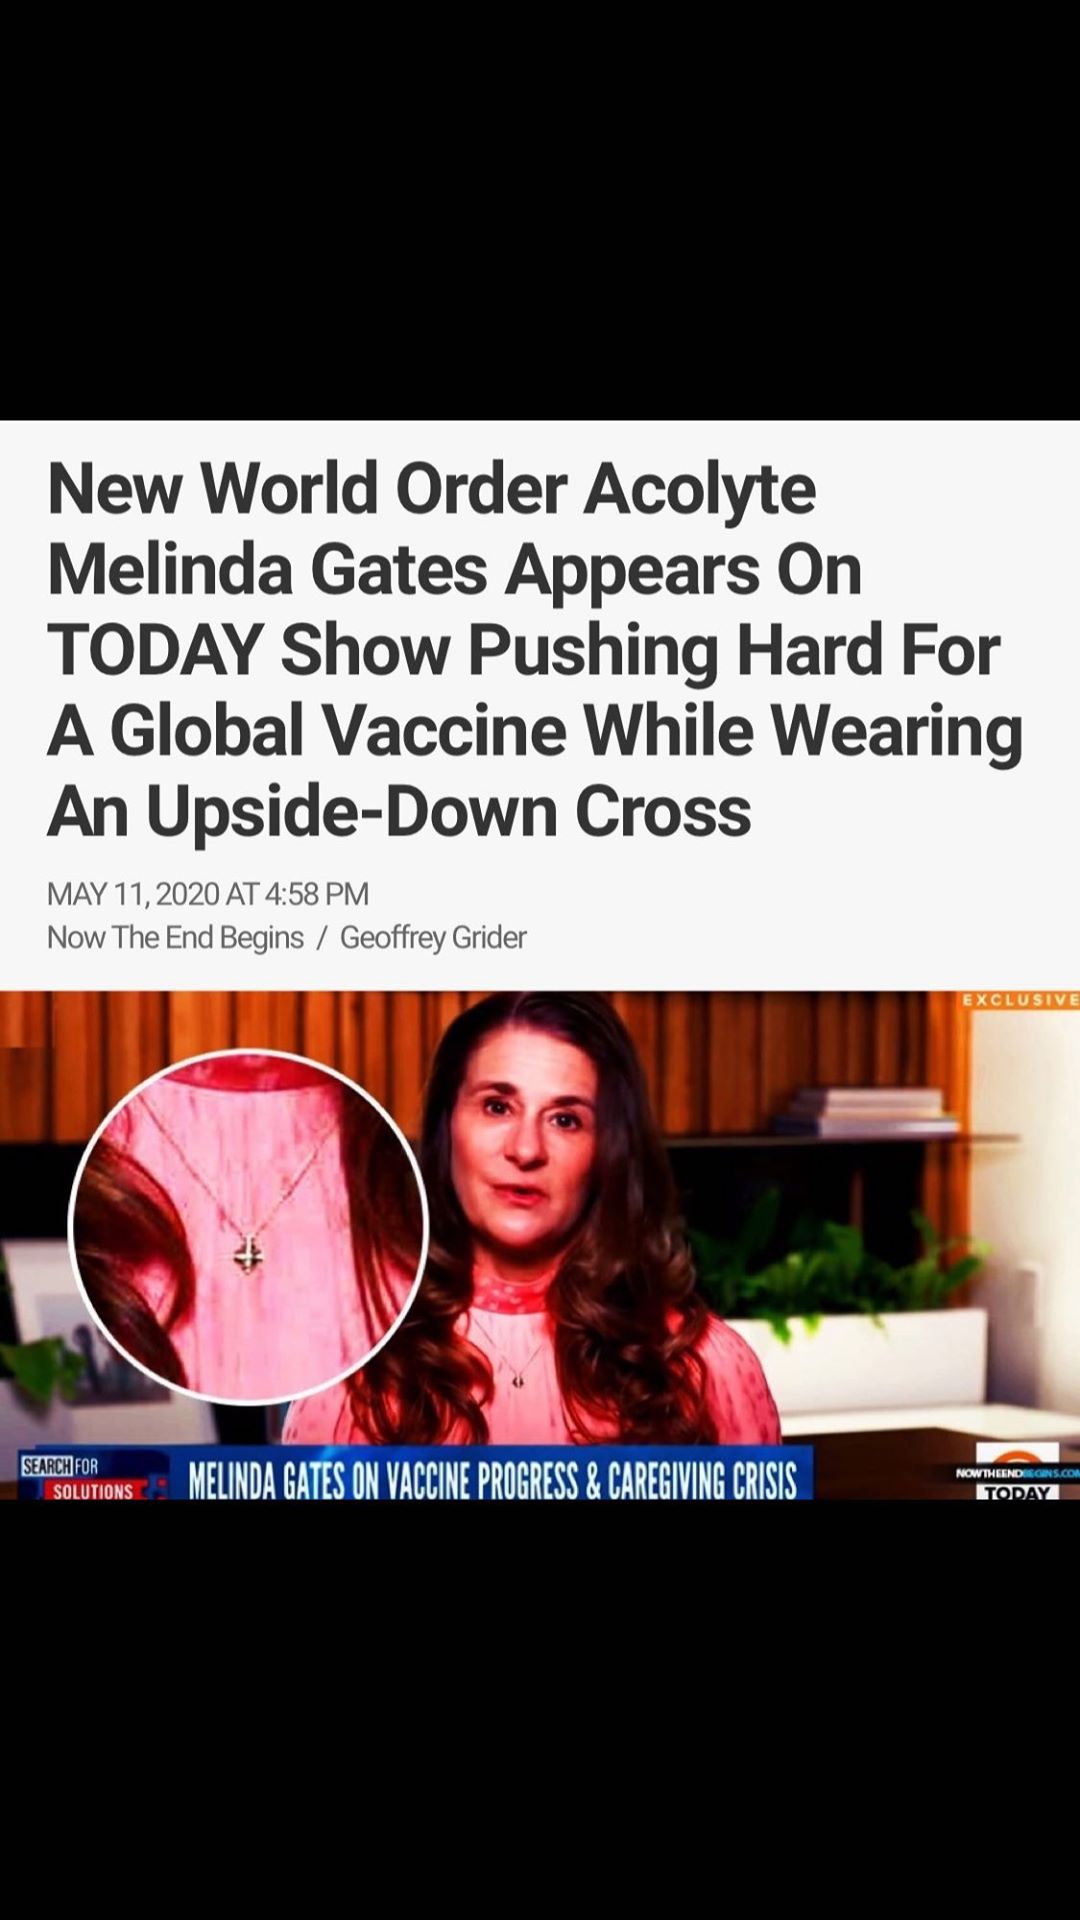 New World Order Acolyte
Melinda Gates Appears On
TODAY Show Pushing Hard For
A Global Vaccine While Wearing
An Upside-Down Cross
MAY 11, 2020 AT 4:58 PM
Now The End Begins / Geoffrey Grider
EXCLUSIVE
SEARCH FOR
SOLUTIONS
MELINDA GATES ON VACCINE PROGRESS & CAREGIVING CRISIS
NOWTHEENDBEGINS.COM
TODAY